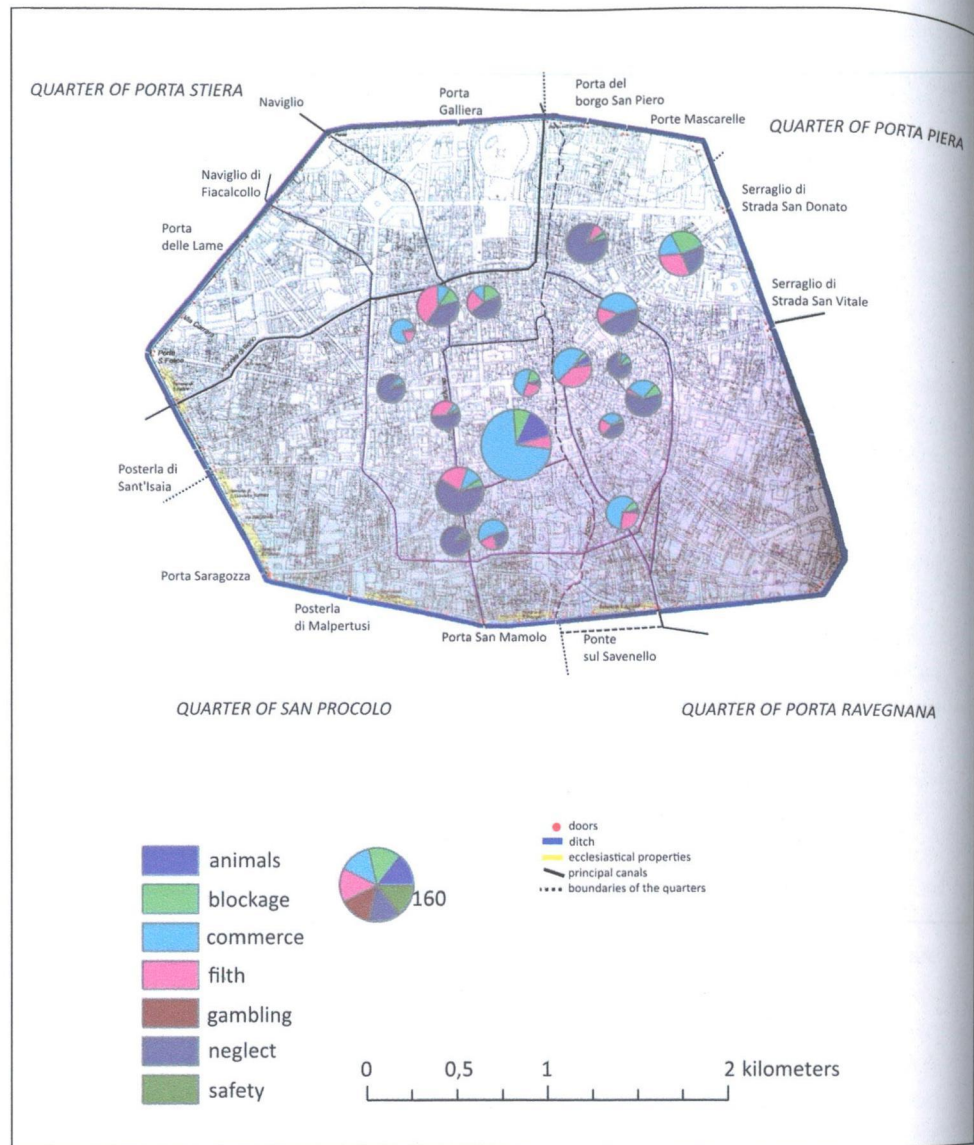 QUARTER OF PORTA STIERA
Naviglio
Porta
Galliera
Porta del
borgo San Piero
Porte Mascarelle
QUARTER OF PORTA PIERA
Naviglio di
Fiacalcollo
Serraglio di
Strada San Donato
Porta
delle Lame
Serraglio di
Strada San Vitale
Porta
S. Felice
Posterla di
Sant'Isaia
Porta Saragozza
Posterla
di Malpertusi
Porta San Mamolo
Ponte
sul Savenello
QUARTER OF SAN PROCOLO
QUARTER OF PORTA RAVEGNANA
animals
blockage
commerce
filth
gambling
neglect
safety
160
doors
ditch
ecclesiastical properties
principal canals
boundaries of the quarters
0 0,5 1 2 kilometers